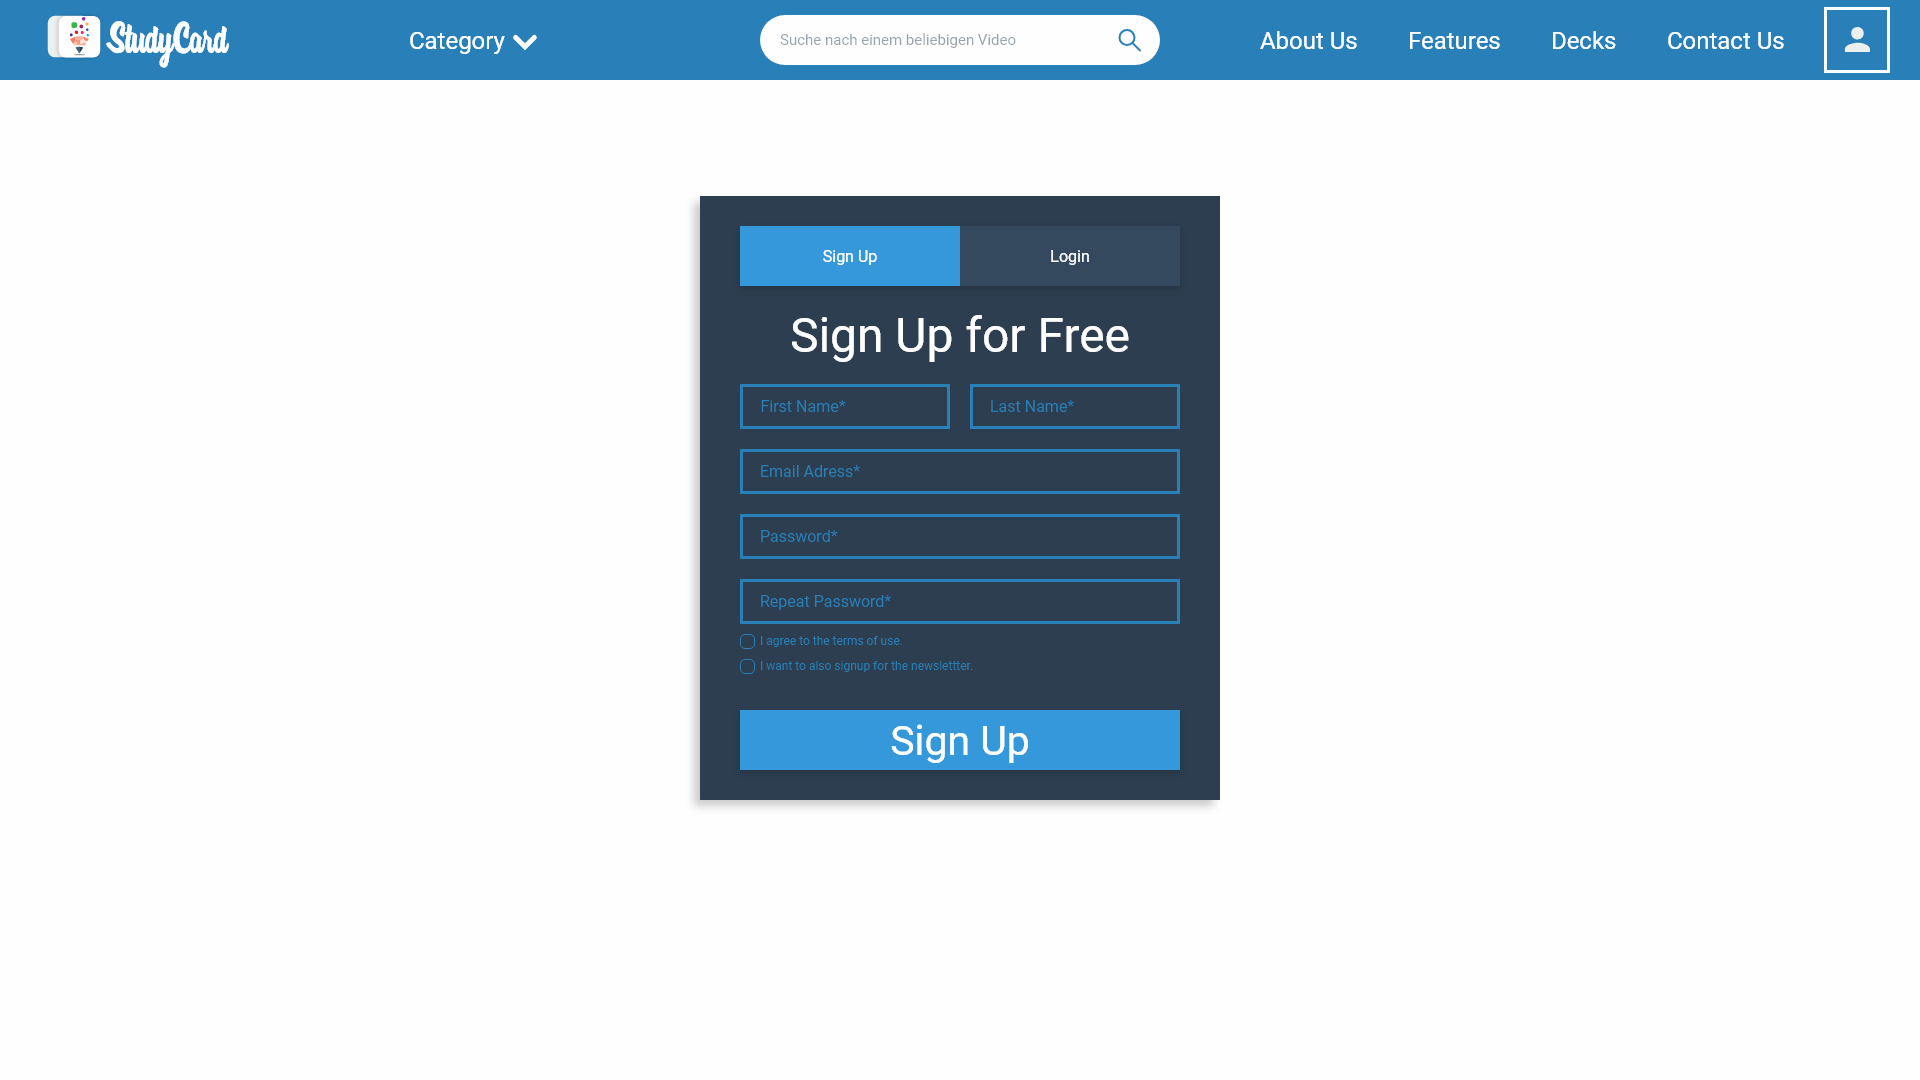 StudyCard
Category
Suche nach einem beliebigen Video
About Us
Features
Decks
Contact Us
Sign Up
Login
Sign Up for Free
First Name*
Last Name*
Email Adress*
Password*
Repeat Password*
I agree to the terms of use.
I want to also signup for the newslettter.
Sign Up